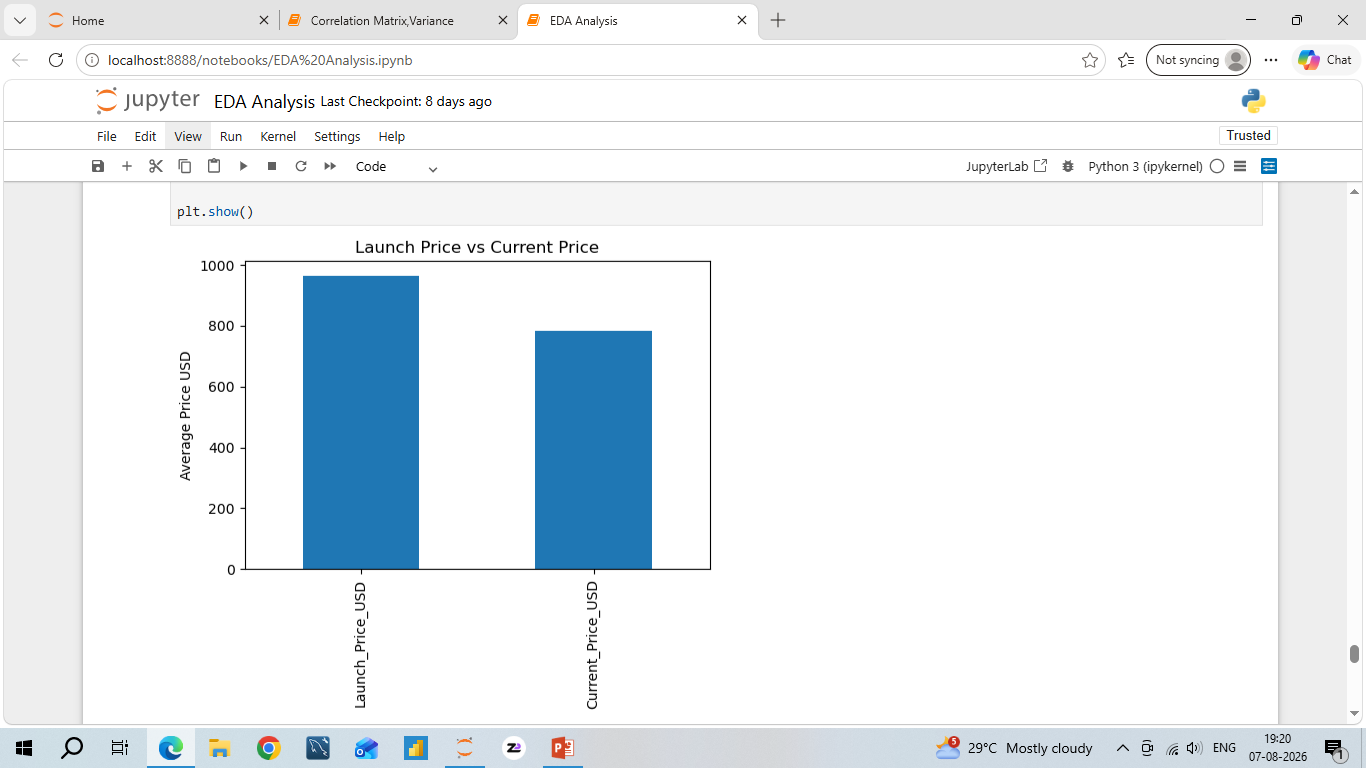 Home
Correlation Matrix,Variance
EDA Analysis
localhost:8888/notebooks/EDA%20Analysis.ipynb
Not syncing
Chat
jupyter EDA Analysis Last Checkpoint: 8 days ago
File Edit View Run Kernel Settings Help
Trusted
Code
JupyterLab
Python 3 (ipykernel)
plt.show()
Launch Price vs Current Price
Average Price USD
1000
800
600
400
200
0
Launch_Price_USD
Current_Price_USD
5
29°C Mostly cloudy
ENG
19:20
07-08-2026
1